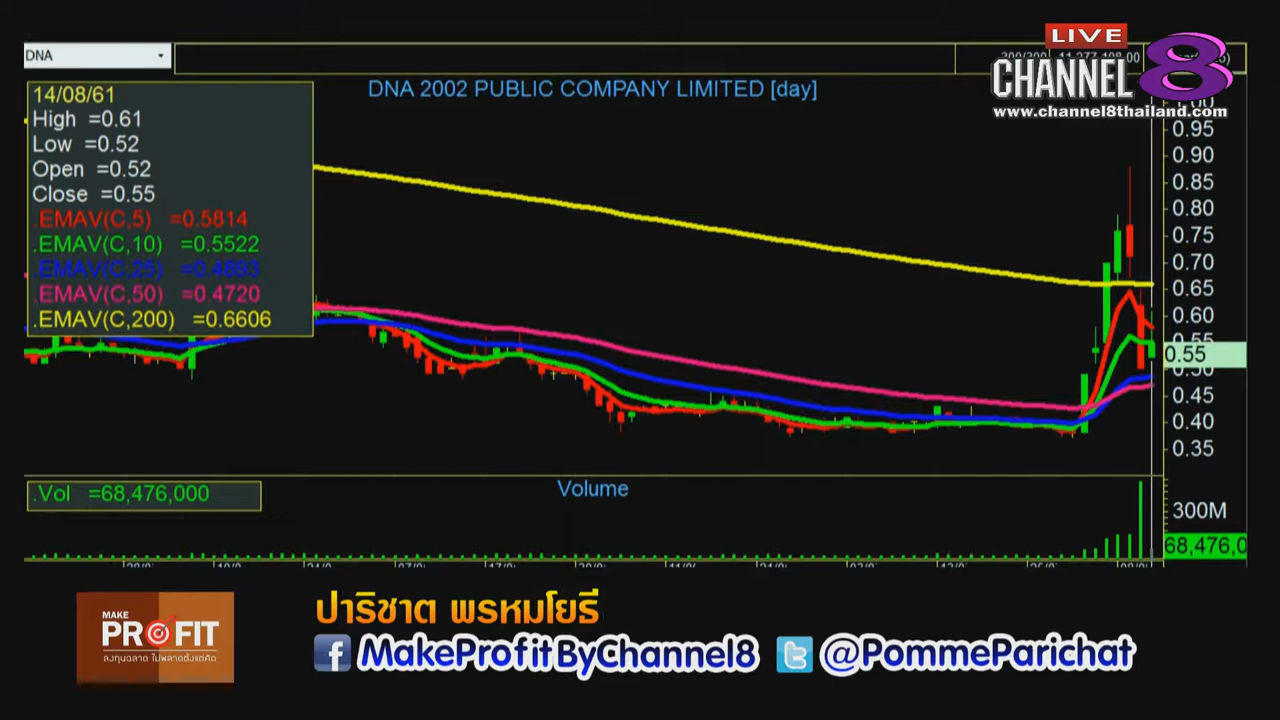 DNA
LIVE
CHANNEL 8
www.channel8thailand.com
DNA 2002 PUBLIC COMPANY LIMITED [day]
14/08/61
High =0.61
Low =0.52
Open =0.52
Close =0.55
.EMAV(C,5) =0.5814
.EMAV(C,10) =0.5522
.EMAV(C,25) =0.4893
.EMAV(C,50) =0.4720
.EMAV(C,200) =0.6606
0.95
0.90
0.85
0.80
0.75
0.70
0.65
0.60
0.55
0.55
0.50
0.45
0.40
0.35
.Vol =68,476,000
Volume
300M
68,476,0
MAKE
PROFIT
ลงทุนฉลาด ไม่พลาดตั้งแต่คิด
ปาริชาต พรหมโยธี
f MakeProfitByChannel8
@PommeParichat